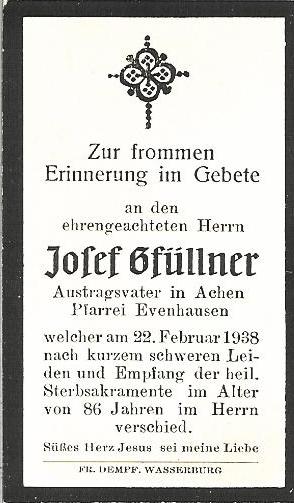 Zur frommen
Erinnerung im Gebete
an den
ehrengeachteten Herrn
Josef Gfüllner
Austragsvater in Achen
Pfarrei Evenhausen
welcher am 22. Februar 1938
nach kurzem schweren Lei-
den und Empfang der heil.
Sterbsakramente im Alter
von 86 Jahren im Herrn
verschied.
Süßes Herz Jesus sei meine Liebe
FR. DEMPF, WASSERBURG